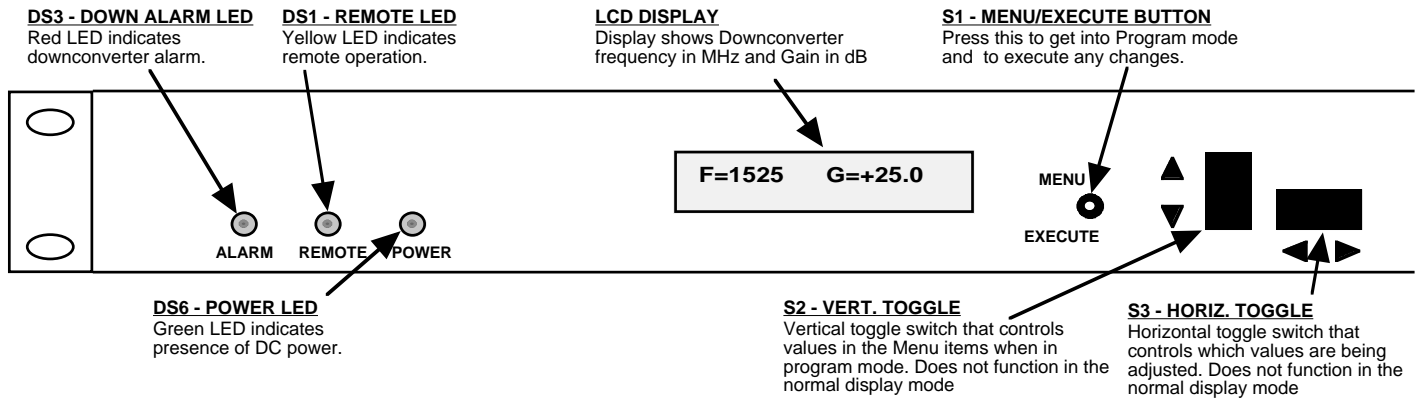 DS3 - DOWN ALARM LED
Red LED indicates
downconverter alarm.
DS1 - REMOTE LED
Yellow LED indicates
remote operation.
LCD DISPLAY
Display shows Downconverter
frequency in MHz and Gain in dB
S1 - MENU/EXECUTE BUTTON
Press this to get into Program mode
and to execute any changes.
F=1525 G=+25.0
MENU
EXECUTE
ALARM REMOTE POWER
DS6 - POWER LED
Green LED indicates
presence of DC power.
S2 - VERT. TOGGLE
Vertical toggle switch that controls
values in the Menu items when in
program mode. Does not function in the
normal display mode
S3 - HORIZ. TOGGLE
Horizontal toggle switch that
controls which values are being
adjusted. Does not function in the
normal display mode